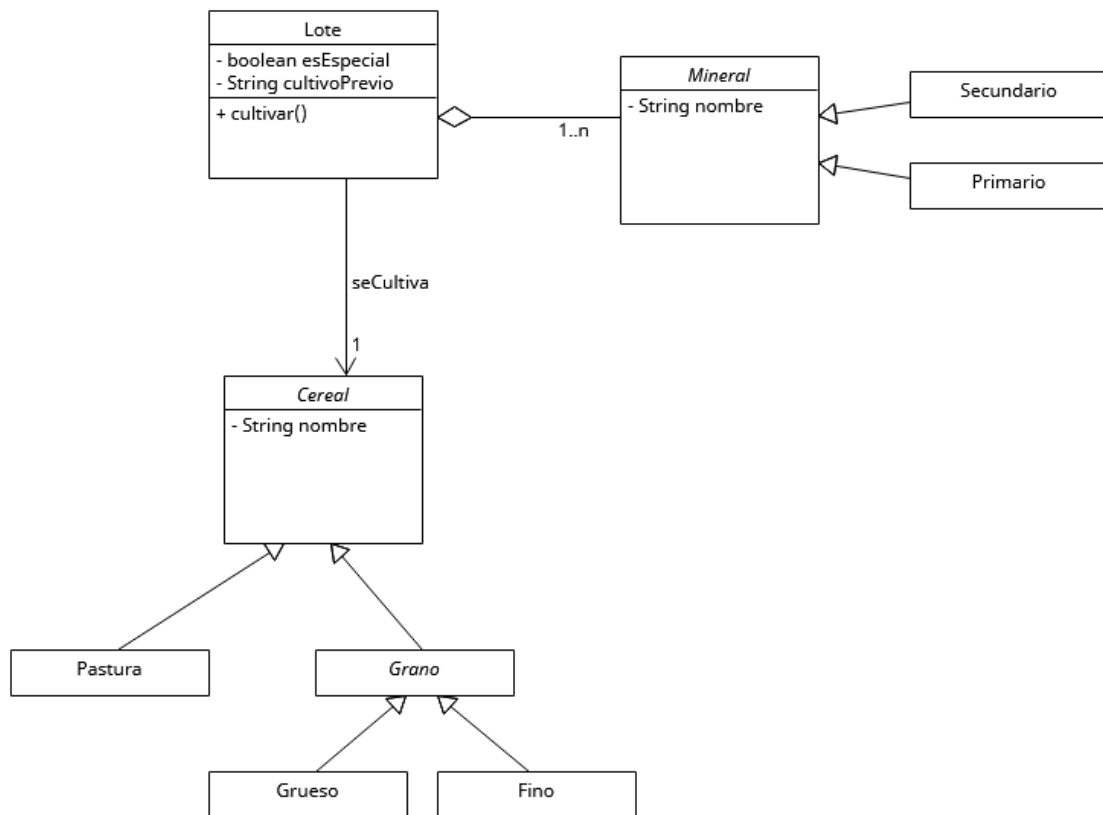 Lote
- boolean esEspecial
- String cultivoPrevio
+ cultivar()
Mineral
- String nombre
1..n
Secundario
Primario
seCultiva
1
Cereal
- String nombre
Pastura
Grano
Grueso
Fino